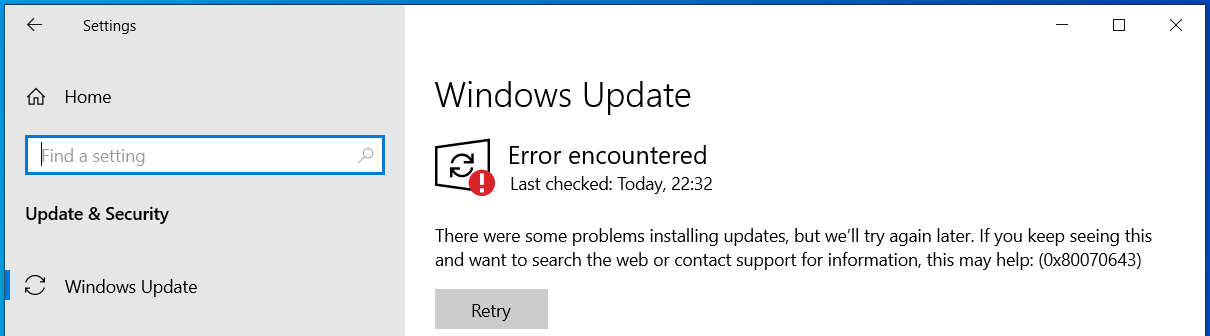 Settings
Home
Find a setting
Update & Security
Windows Update
Windows Update
Error encountered
Last checked: Today, 22:32
There were some problems installing updates, but we’ll try again later. If you keep seeing this
and want to search the web or contact support for information, this may help: (0x80070643)
Retry